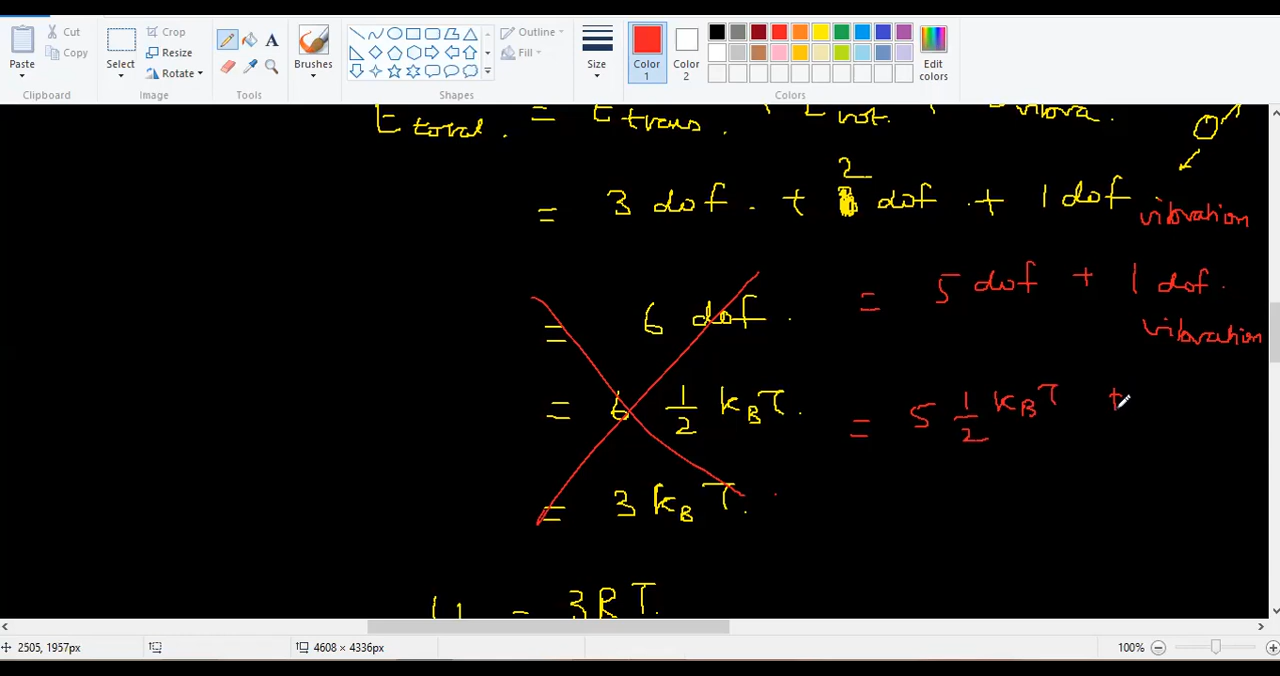 Cut
Copy
Paste
Clipboard
Crop
Resize
Rotate
Select
Image
Tools
Brushes
Outline
Fill
Shapes
Size
Color 1
Color 2
Edit colors
Colors
E total. = E trans. + E rot. + E vibra.
= 3 dof. + 2 dof. + 1 dof. vibration
= 6 dof.
= 5 dof + 1 dof. vibration
= 6 1/2 KBT.
= 5 1/2 KBT +
= 3 KBT.
U = 3RT.
2505, 1957px
4608 × 4336px
100%